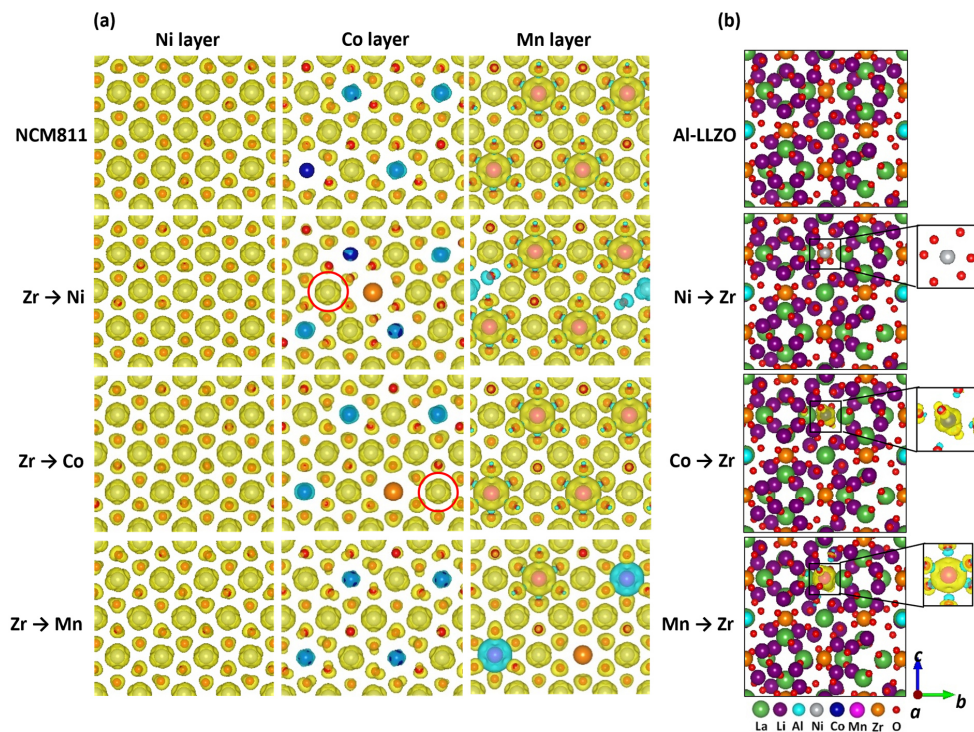 (a)
(b)
Ni layer
Co layer
Mn layer
NCM811
Al-LLZO
Zr → Ni
Ni → Zr
Zr → Co
Co → Zr
Zr → Mn
Mn → Zr
c
a
b
La Li Al Ni Co Mn Zr O